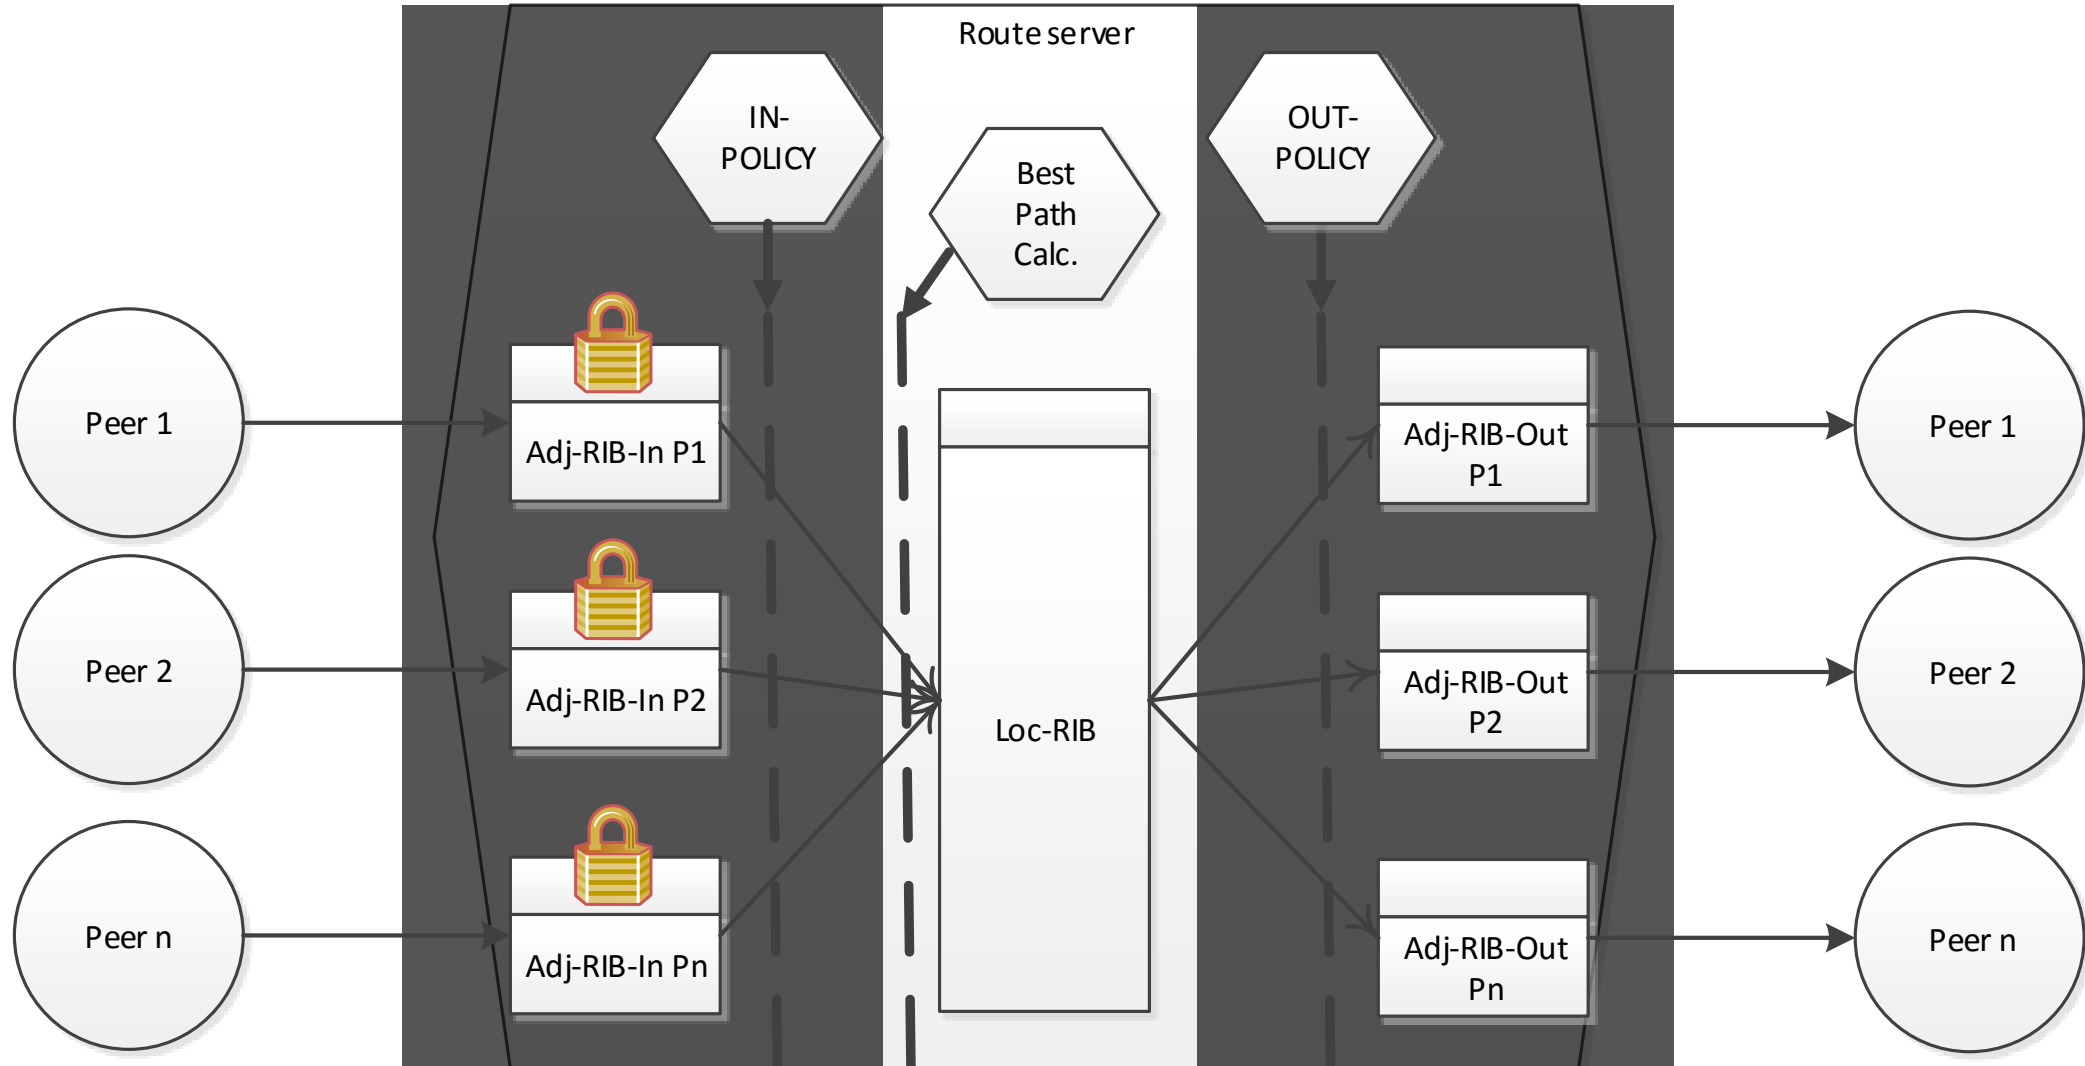 Route server
IN-
POLICY
Best
Path
Calc.
OUT-
POLICY
Peer 1
Adj-RIB-In P1
Adj-RIB-Out
P1
Peer 1
Peer 2
Adj-RIB-In P2
Loc-RIB
Adj-RIB-Out
P2
Peer 2
Peer n
Adj-RIB-In Pn
Adj-RIB-Out
Pn
Peer n